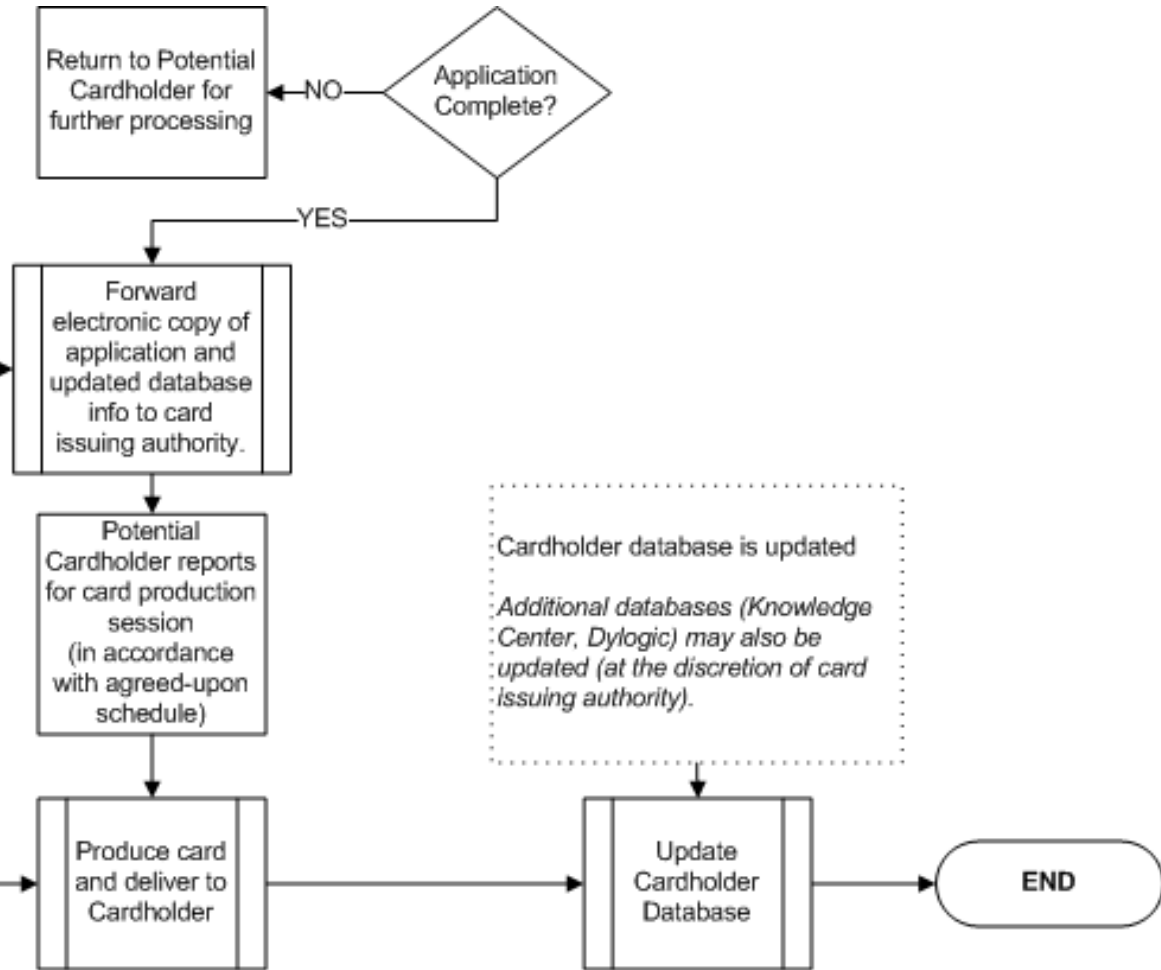 Return to Potential
Cardholder for
further processing
NO
Application
Complete?
YES
Forward
electronic copy of
application and
updated database
info to card
issuing authority.
Potential
Cardholder reports
for card production
session
(in accordance
with agreed-upon
schedule)
Cardholder database is updated
Additional databases (Knowledge
Center, Dylogic) may also be
updated (at the discretion of card
issuing authority).
Produce card
and deliver to
Cardholder
Update
Cardholder
Database
END